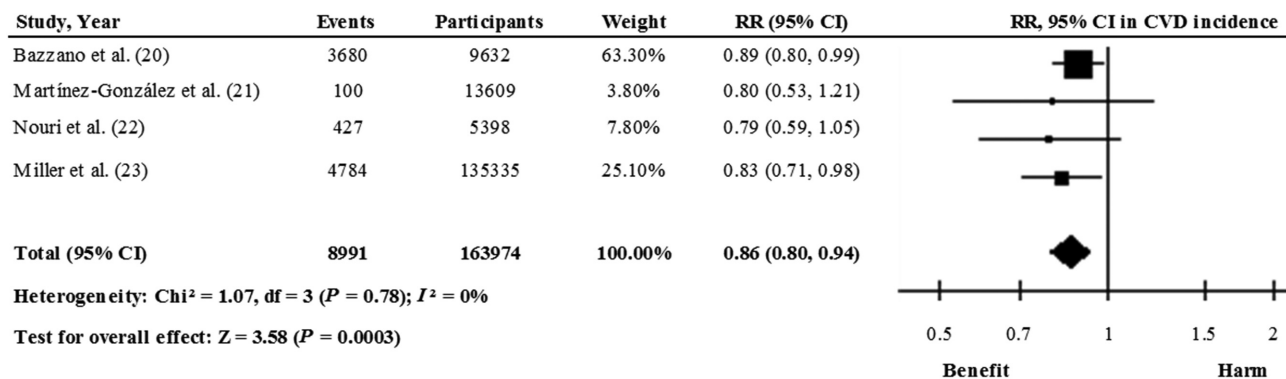 Study, Year Events Participants Weight RR (95% CI) RR, 95% CI in CVD incidence
Bazzano et al. (20) 3680 9632 63.30% 0.89 (0.80, 0.99)
Martínez-González et al. (21) 100 13609 3.80% 0.80 (0.53, 1.21)
Nouri et al. (22) 427 5398 7.80% 0.79 (0.59, 1.05)
Miller et al. (23) 4784 135335 25.10% 0.83 (0.71, 0.98)
Total (95% CI) 8991 163974 100.00% 0.86 (0.80, 0.94)
Heterogeneity: Chi² = 1.07, df = 3 (P = 0.78); I² = 0%
Test for overall effect: Z = 3.58 (P = 0.0003)
0.5 0.7 1 1.5 2
Benefit Harm